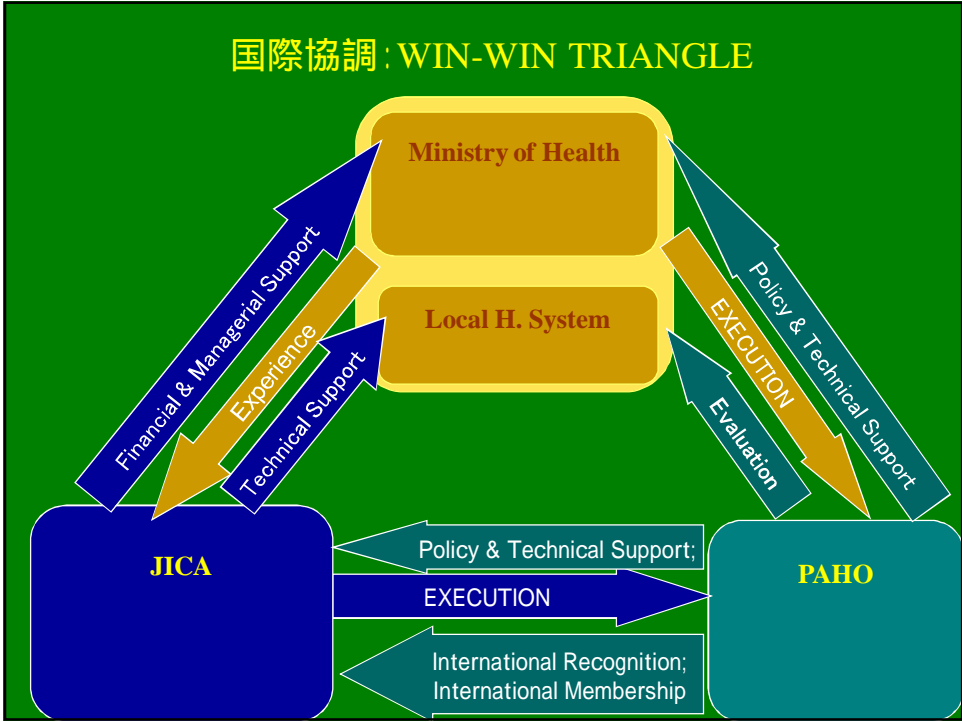 国際協調：WIN-WIN TRIANGLE
Ministry of Health
Local H. System
Financial & Managerial Support
Experience
Technical Support
EXECUTION
Policy & Technical Support
Evaluation
JICA
Policy & Technical Support;
EXECUTION
International Recognition;
International Membership
PAHO